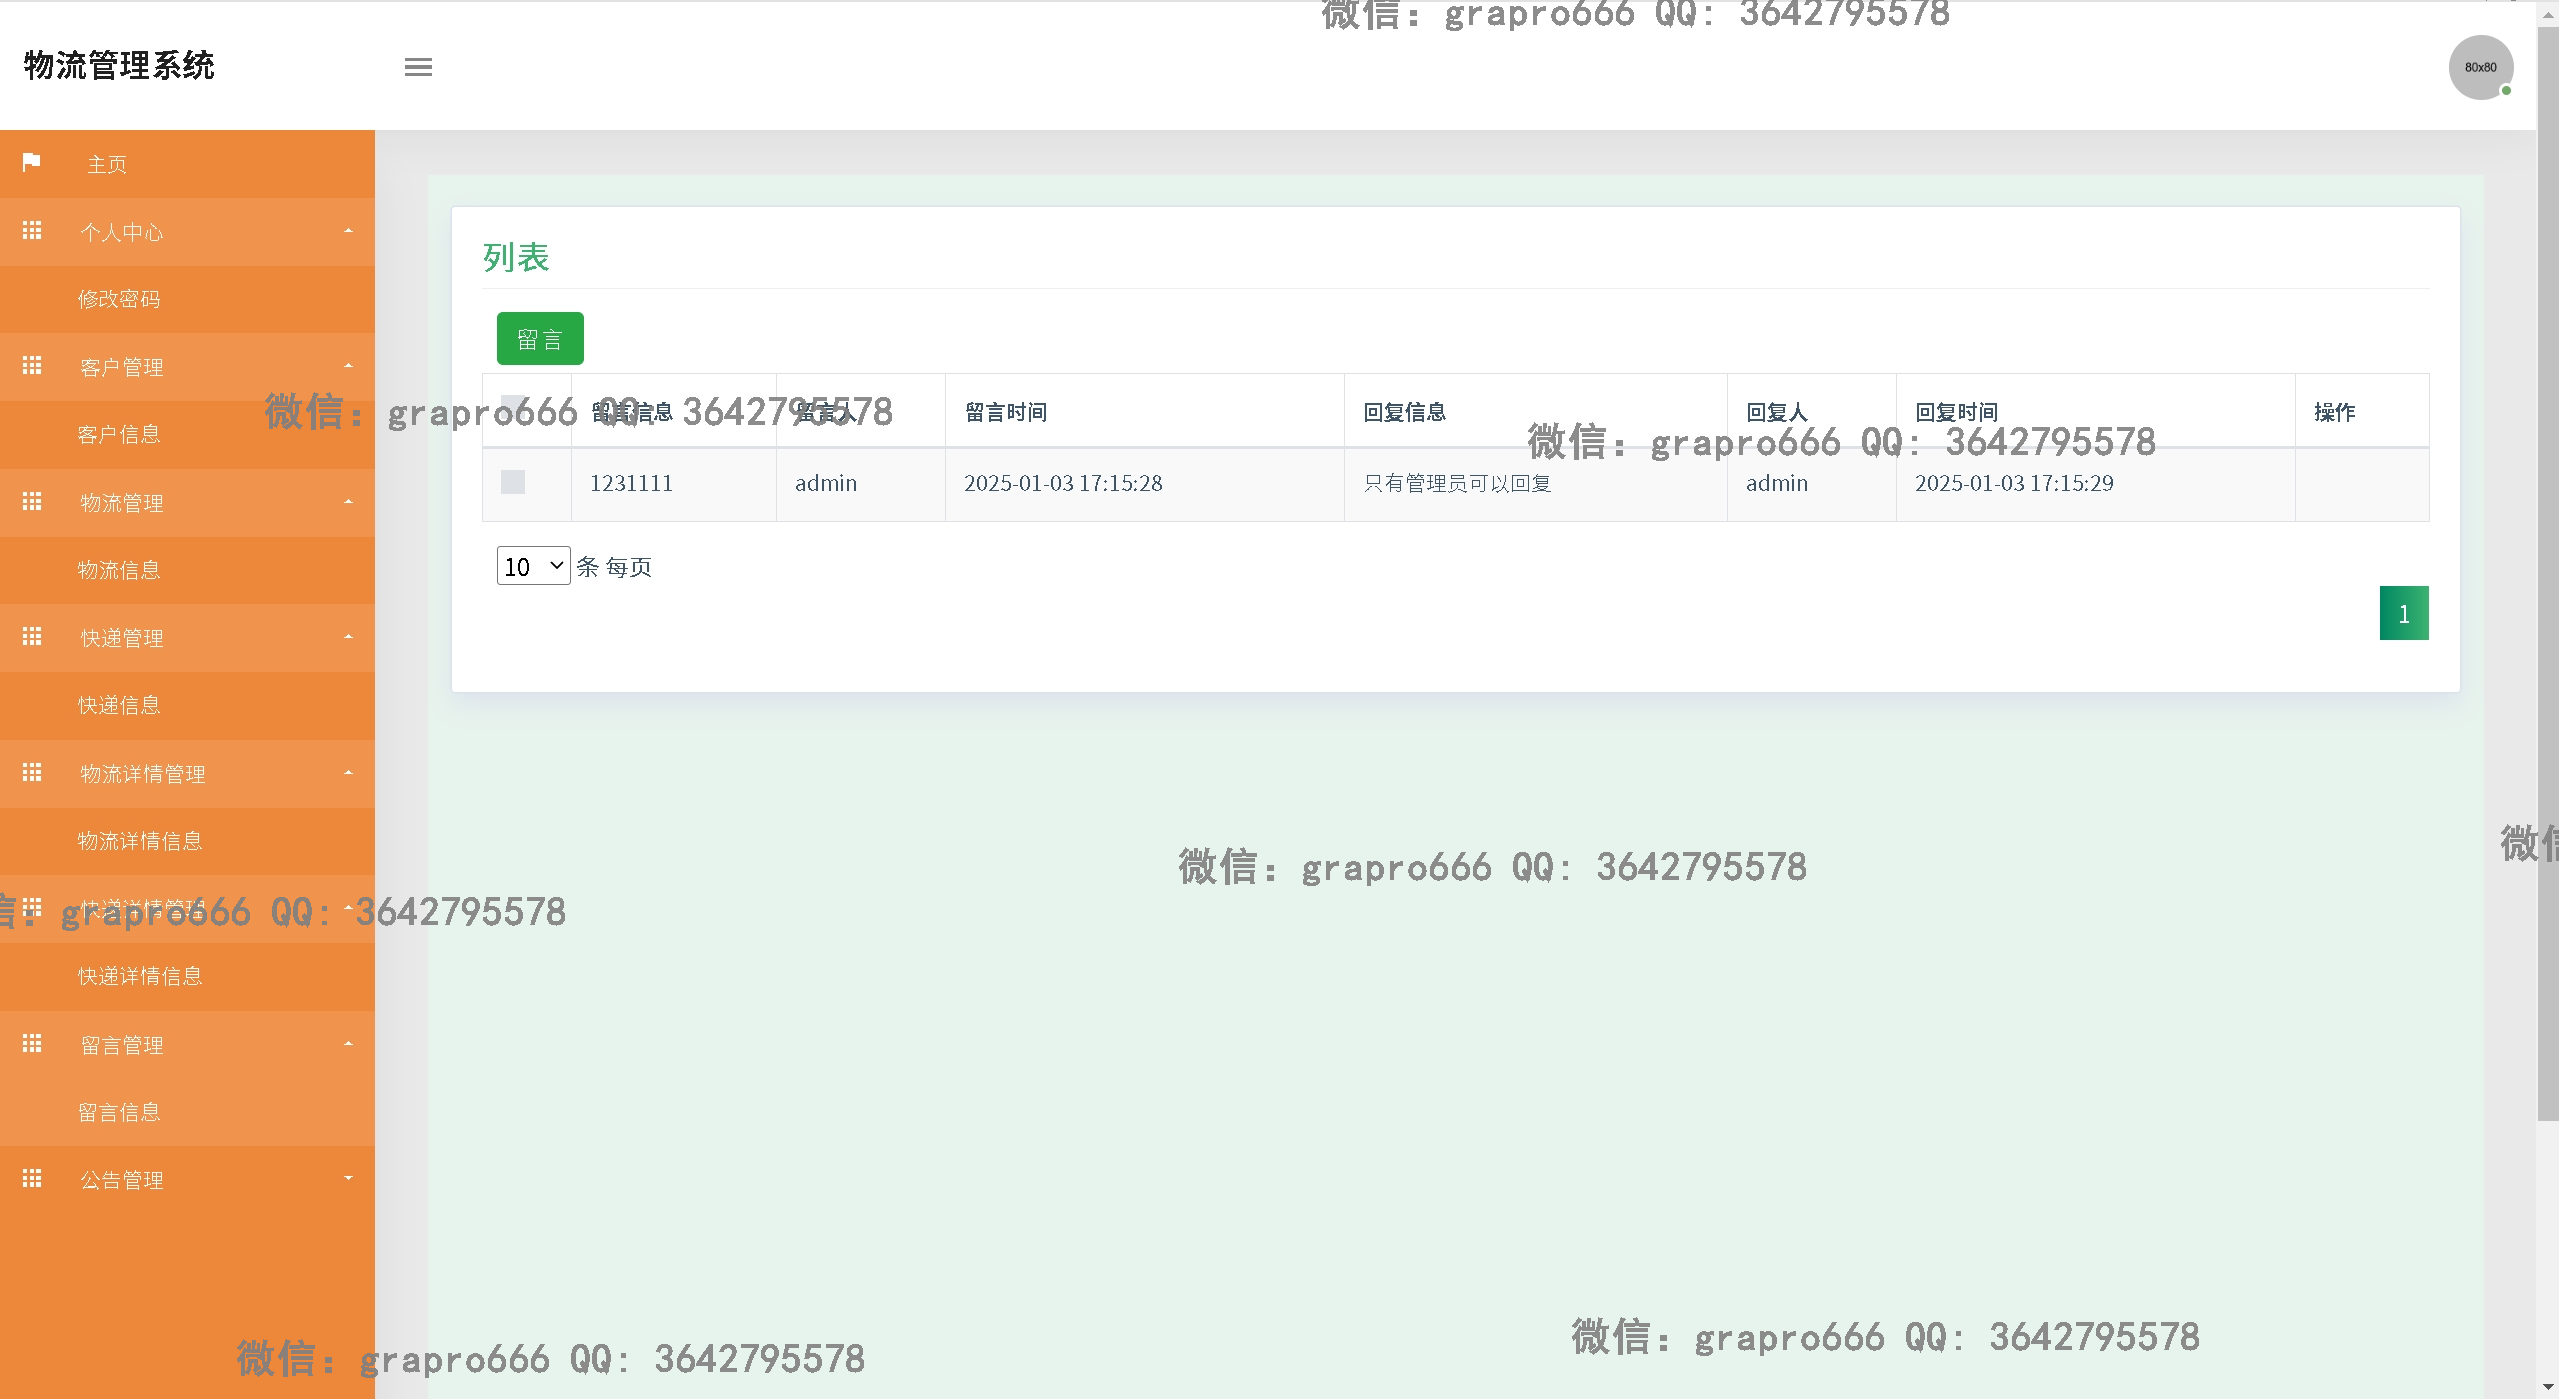 微信: grapro666 QQ: 3642795578
物流管理系统
80x80
主页
个人中心
修改密码
客户管理
客户信息
物流管理
物流信息
快递管理
快递信息
物流详情管理
物流详情信息
快递详情管理
快递详情信息
留言管理
留言信息
公告管理
列表
留言
留言信息 留言人 留言时间 回复信息 回复人 回复时间 操作
微信: grapro666 QQ: 3642795578
微信: grapro666 QQ: 3642795578
1231111 admin 2025-01-03 17:15:28 只有管理员可以回复 admin 2025-01-03 17:15:29
10 条 每页
1
微信: grapro666 QQ: 3642795578
微信
信: grapro666 QQ: 3642795578
微信: grapro666 QQ: 3642795578
微信: grapro666 QQ: 3642795578